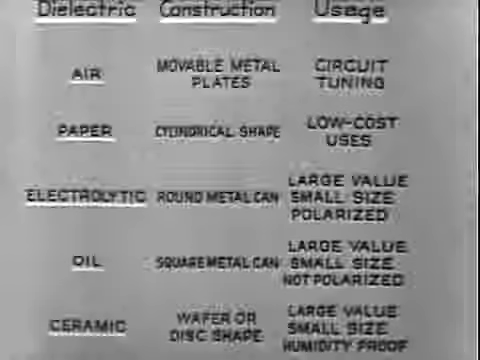 Dielectric Construction Usage
AIR MOVABLE METAL PLATES CIRCUIT TUNING
PAPER CYLINDRICAL SHAPE LOW-COST USES
ELECTROLYTIC ROUND METAL CAN LARGE VALUE SMALL SIZE POLARIZED
OIL SQUARE METAL CAN LARGE VALUE SMALL SIZE NOT POLARIZED
CERAMIC WAFER OR DISC SHAPE LARGE VALUE SMALL SIZE HUMIDITY PROOF